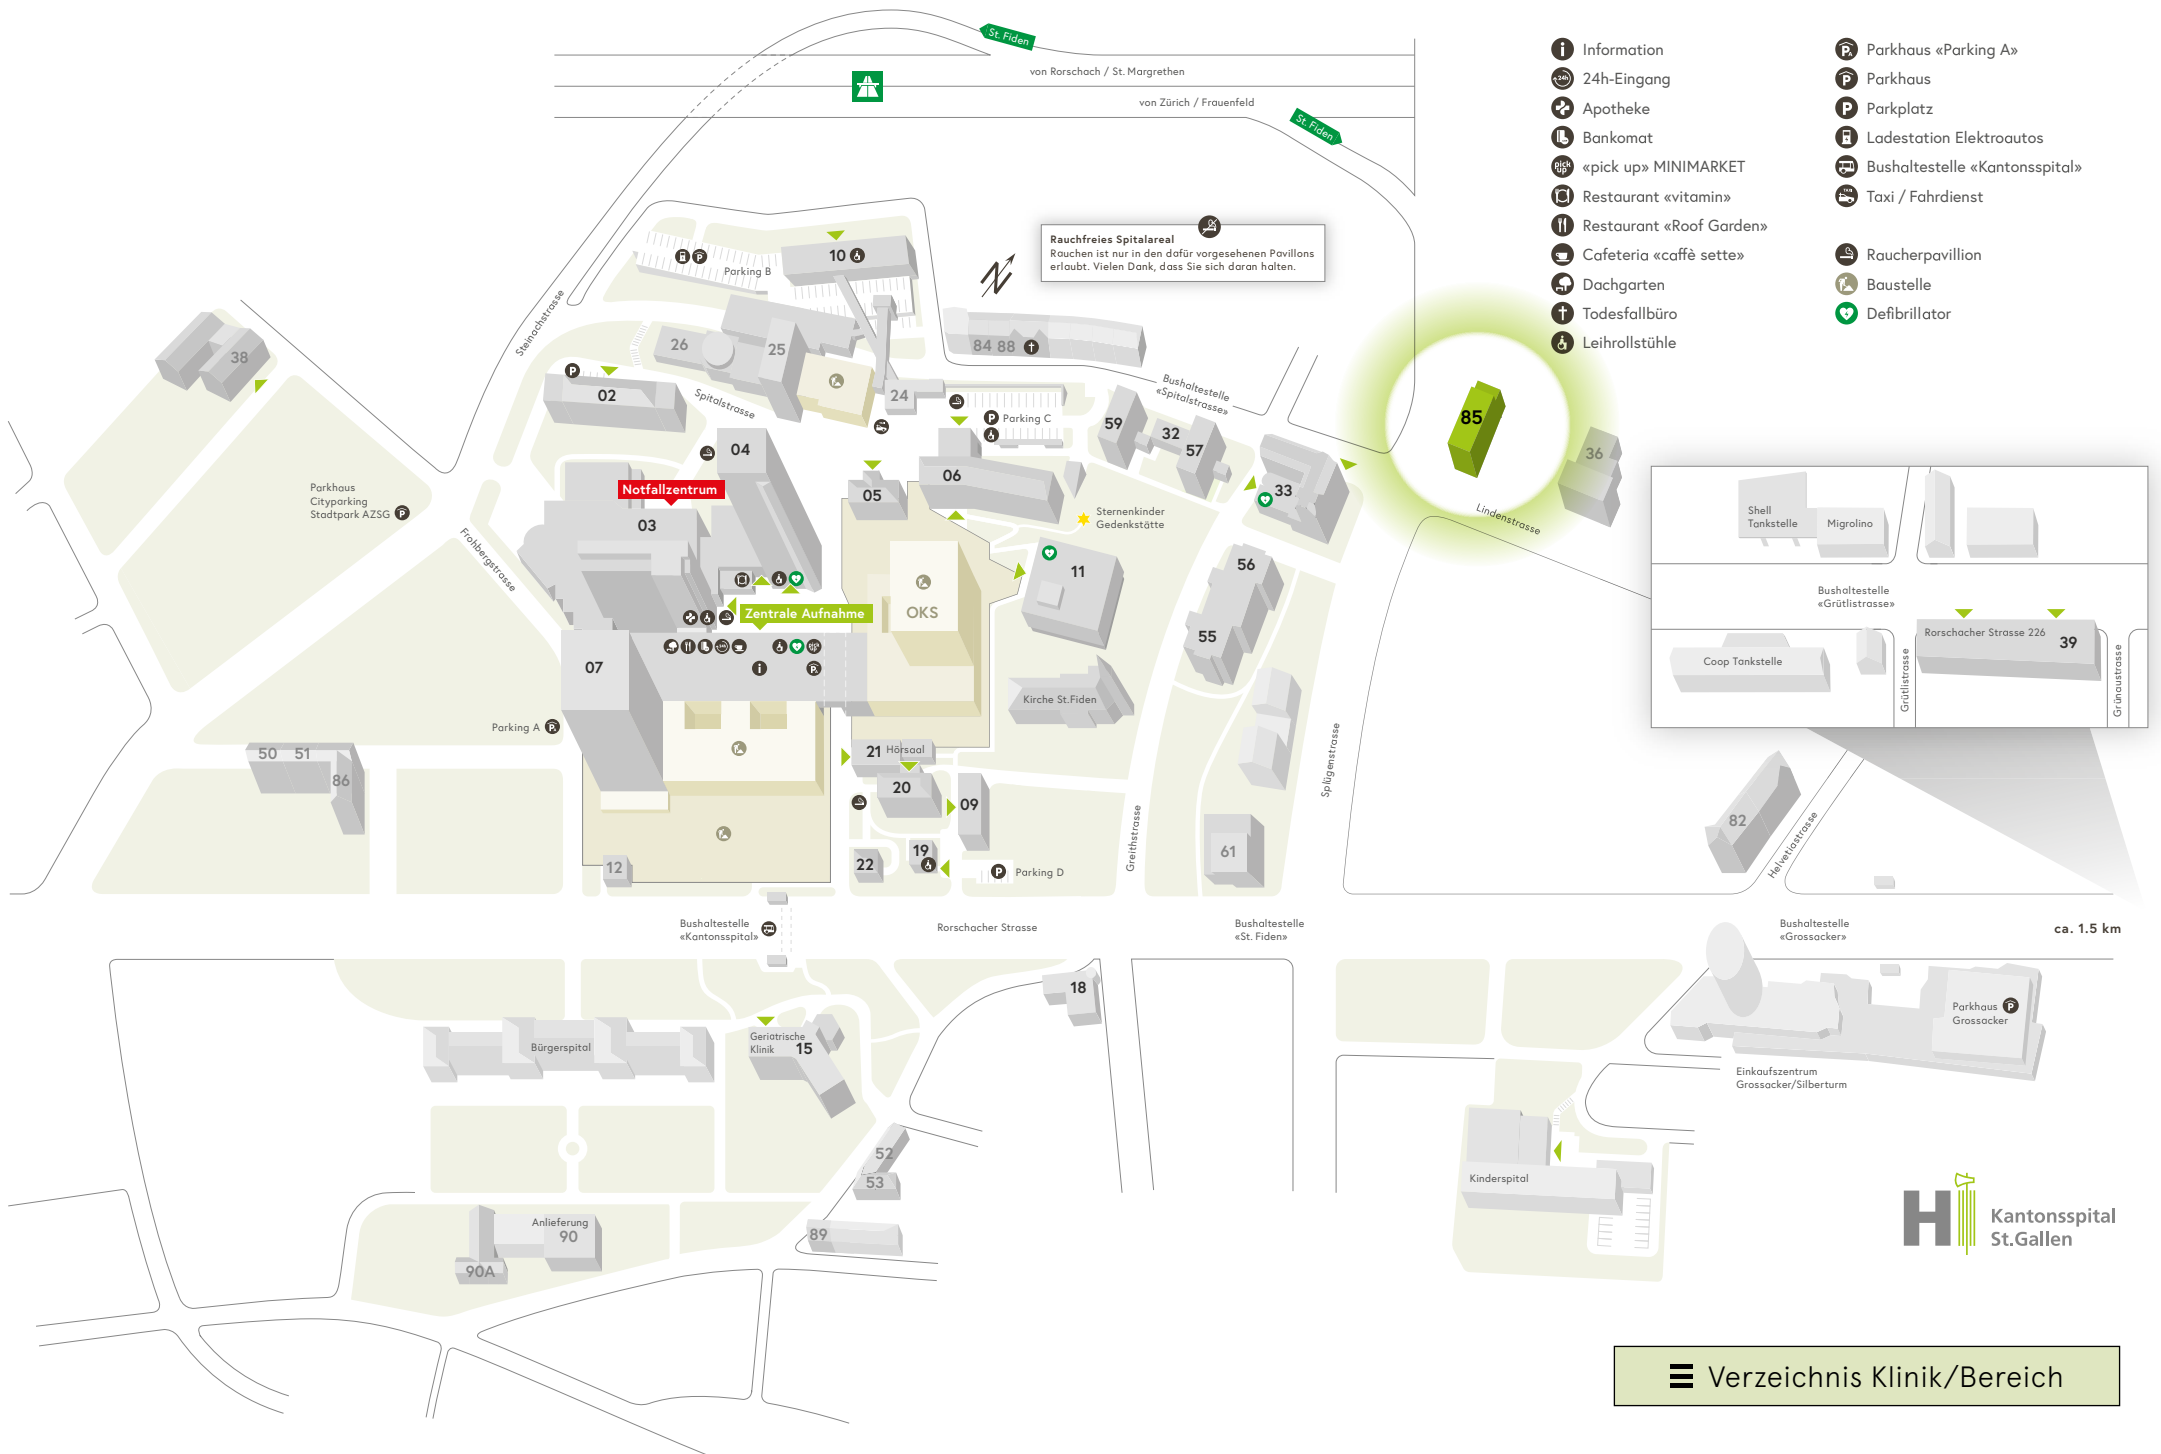 St. Fiden
von Rorschach / St. Margrethen
von Zürich / Frauenfeld
St. Fiden
Information
24h-Eingang
Apotheke
Bankomat
«pick up» MINIMARKET
Restaurant «vitamin»
Restaurant «Roof Garden»
Cafeteria «caffè sette»
Dachgarten
Todesfallbüro
Leihrollstühle
Parkhaus «Parking A»
Parkhaus
Parkplatz
Ladestation Elektroautos
Bushaltestelle «Kantonsspital»
Taxi / Fahrdienst
Raucherpavillion
Baustelle
Defibrillator
Rauchfreies Spitalareal
Rauchen ist nur in den dafür vorgesehenen Pavillons
erlaubt. Vielen Dank, dass Sie sich daran halten.
N
10
Parking B
Steinachstrasse
38
26
25
84 88
02
Spitalstrasse
24
Bushaltestelle
«Spitalstrasse»
Parking C
59
32
57
85
36
04
06
05
33
Lindenstrasse
Parkhaus
Cityparking
Stadtpark AZSG
Notfallzentrum
03
Sternenkinder
Gedenkstätte
Frohbergstrasse
11
56
55
OKS
Zentrale Aufnahme
07
Kirche St.Fiden
Parking A
50 51
86
21 Hörsaal
20
09
19
22
12
Parking D
Greithstrasse
Splügenstrasse
61
Shell
Tankstelle
Migrolino
Bushaltestelle
«Grütlistrasse»
Rorschacher Strasse 226
39
Coop Tankstelle
Grütlistrasse
Grünaustrasse
82
Helvetiastrasse
Bushaltestelle
«Kantonsspital»
Rorschacher Strasse
Bushaltestelle
«St. Fiden»
Bushaltestelle
«Grossacker»
ca. 1.5 km
18
Parkhaus
Grossacker
Bürgerspital
Geriatrische
Klinik 15
Einkaufszentrum
Grossacker/Silberturm
52
53
Kinderspital
89
Anlieferung
90
90A
Kantonsspital
St.Gallen
Verzeichnis Klinik/Bereich